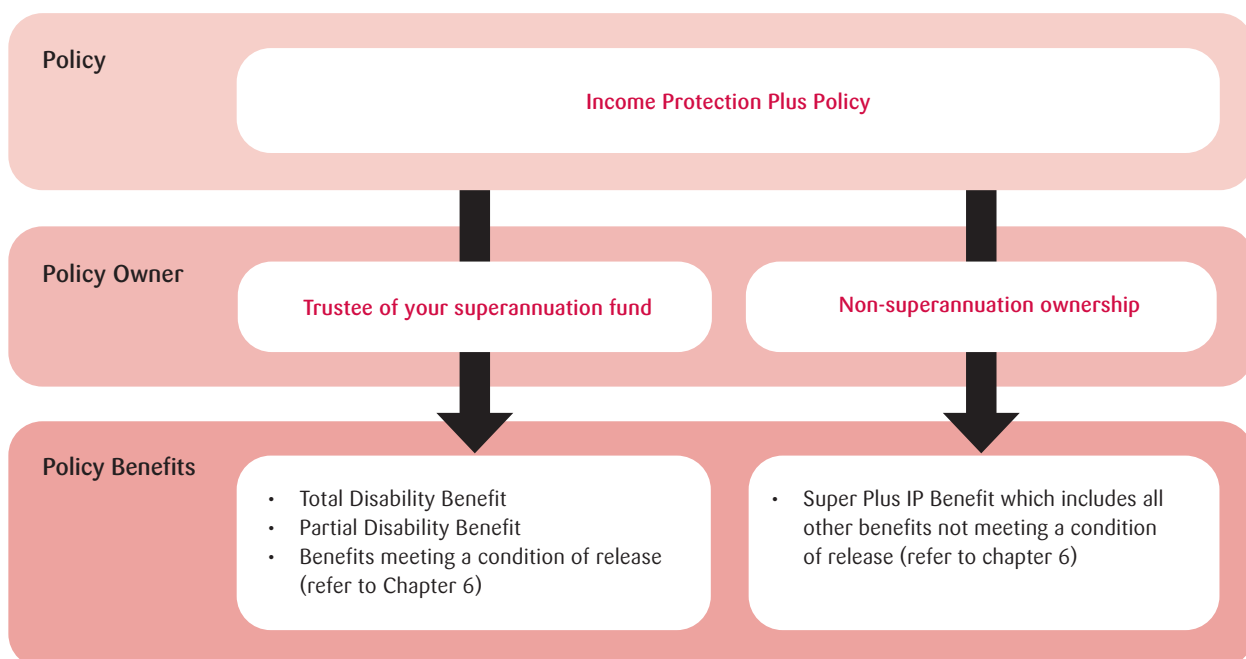 Policy
Income Protection Plus Policy
Policy Owner
Trustee of your superannuation fund
Non-superannuation ownership
Policy Benefits
• Total Disability Benefit
• Partial Disability Benefit
• Benefits meeting a condition of release
(refer to Chapter 6)
• Super Plus IP Benefit which includes all
other benefits not meeting a condition
of release (refer to chapter 6)